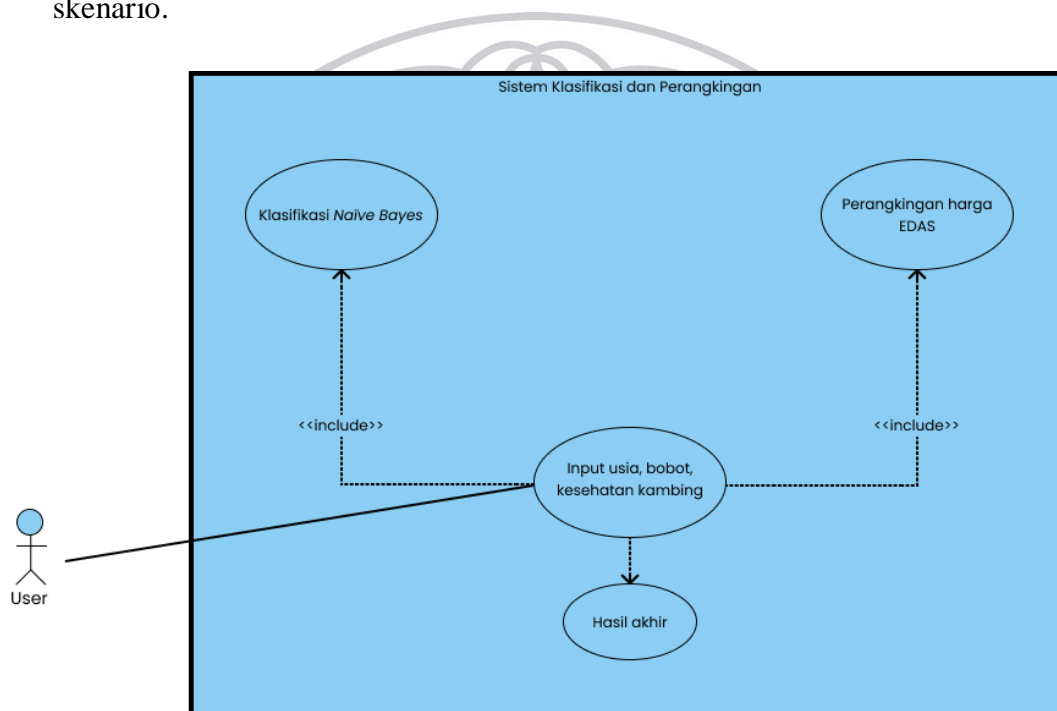 skenario.
Sistem Klasifikasi dan Perangkingan
Klasifikasi Naïve Bayes
Perangkingan harga
EDAS
<<include>>
<<include>>
Input usia, bobot,
kesehatan kambing
User
Hasil akhir